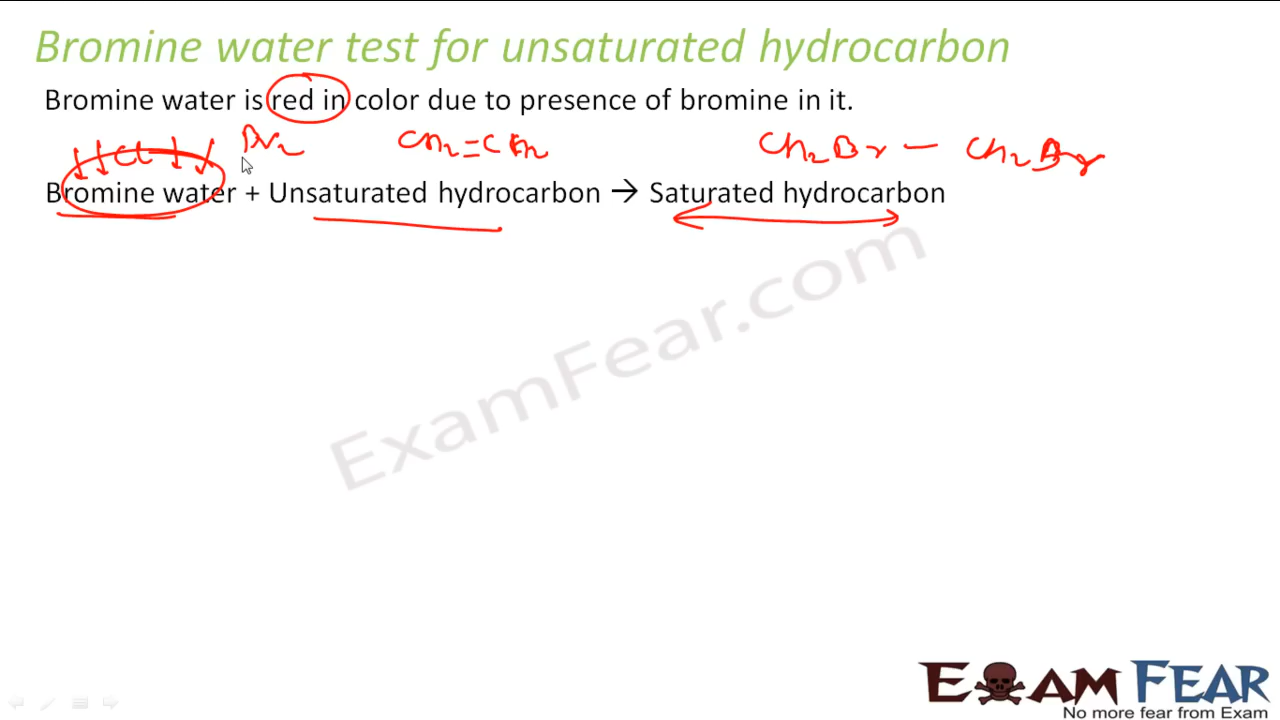 Bromine water test for unsaturated hydrocarbon
Bromine water is red in color due to presence of bromine in it.
Br2 CH2=CH2 CH2Br – CH2Br
Bromine water + Unsaturated hydrocarbon → Saturated hydrocarbon
ExamFear.com
EXAM FEAR
No more fear from Exam